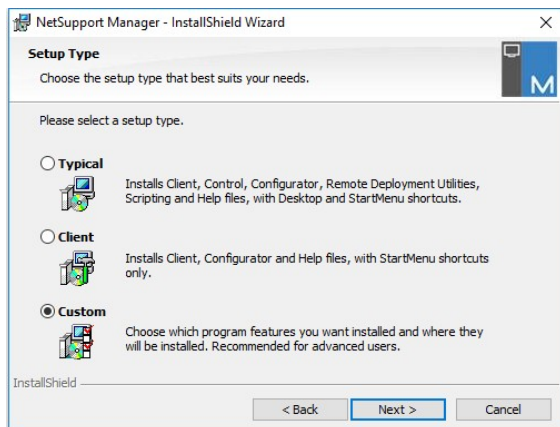 NetSupport Manager - InstallShield Wizard
Setup Type
Choose the setup type that best suits your needs.
M
Please select a setup type.
Typical
Installs Client, Control, Configurator, Remote Deployment Utilities,
Scripting and Help files, with Desktop and StartMenu shortcuts.
Client
Installs Client, Configurator and Help files, with StartMenu shortcuts
only.
Custom
Choose which program features you want installed and where they
will be installed. Recommended for advanced users.
InstallShield
< Back Next > Cancel